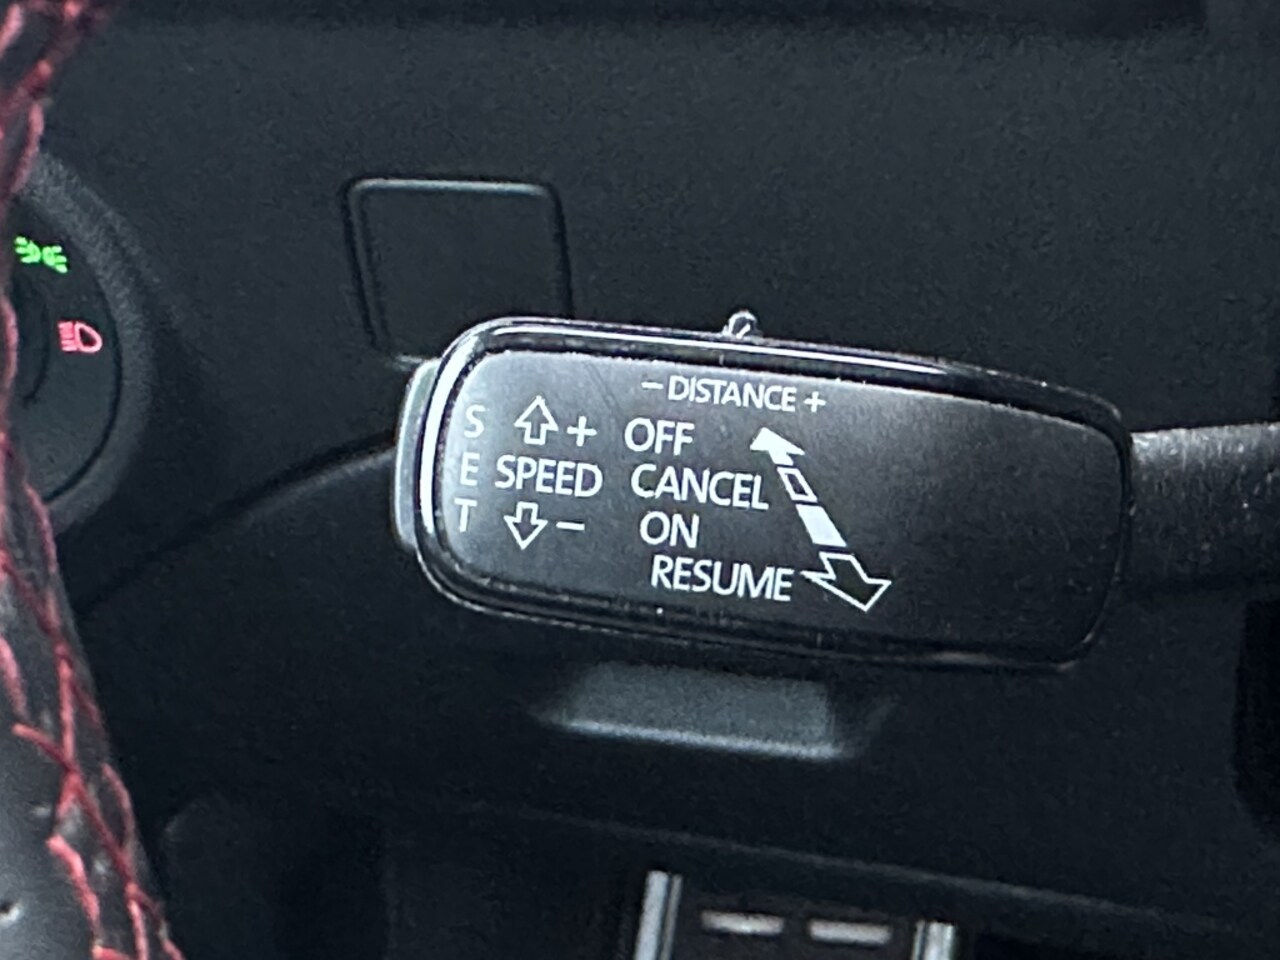 − DISTANCE +
S + OFF
E SPEED CANCEL
T − ON
RESUME